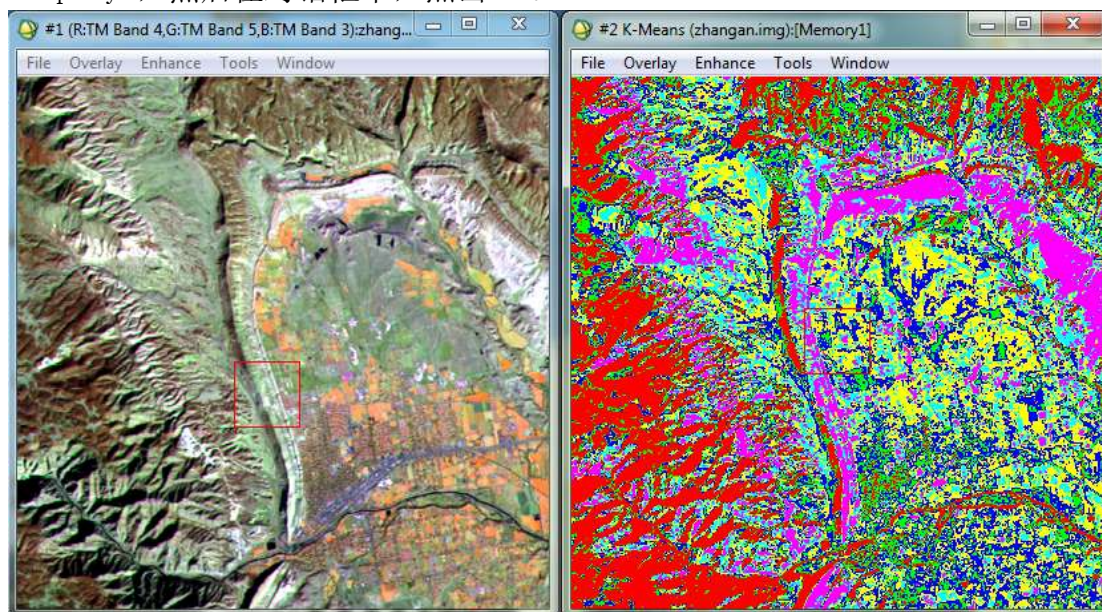 #1 (R:TM Band 4,G:TM Band 5,B:TM Band 3):zhang...
File Overlay Enhance Tools Window
#2 K-Means (zhangan.img):[Memory1]
File Overlay Enhance Tools Window